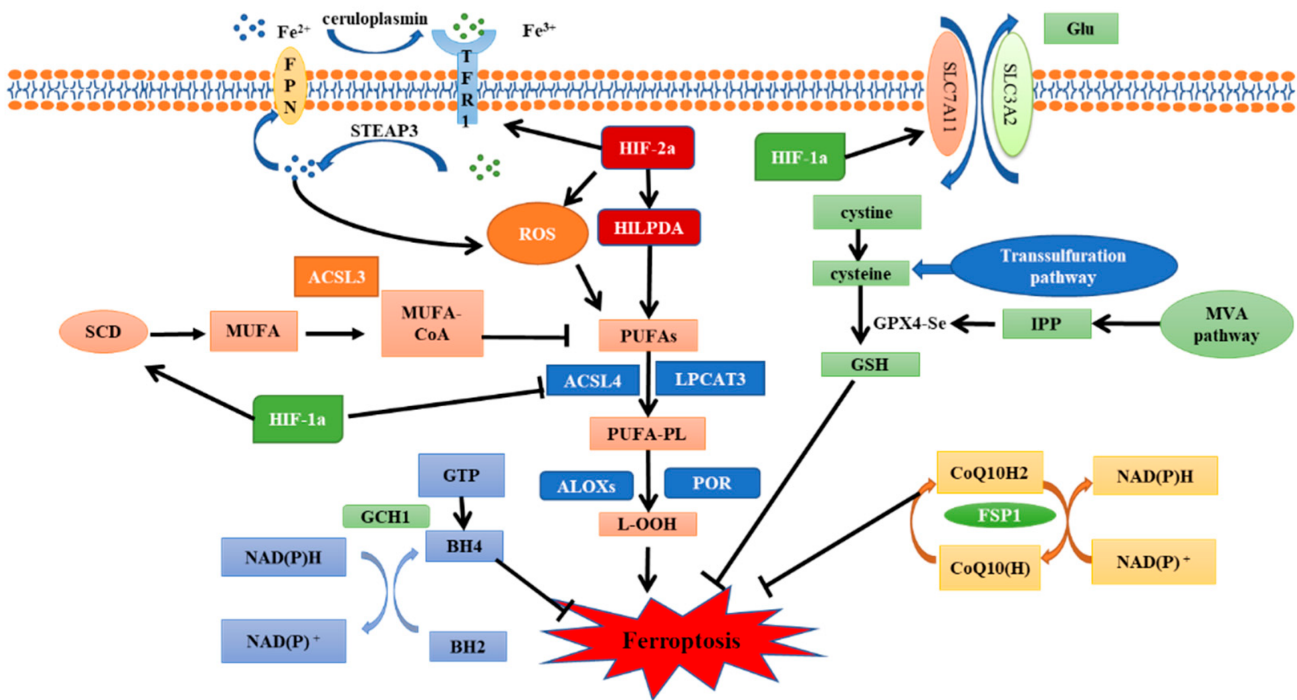 Fe²⁺
ceruloplasmin
Fe³⁺
Glu
FPN
TFR1
SLC7A11
SLC3A2
STEAP3
HIF-2a
HIF-1a
ROS
HILPDA
cystine
ACSL3
cysteine
Transsulfuration
pathway
SCD
MUFA
MUFA-
CoA
PUFAs
GPX4-Se
IPP
MVA
pathway
ACSL4
LPCAT3
GSH
HIF-1a
PUFA-PL
GTP
ALOXs
POR
CoQ10H2
NAD(P)H
GCH1
L-OOH
FSP1
NAD(P)H
BH4
CoQ10(H)
NAD(P)⁺
NAD(P)⁺
BH2
Ferroptosis